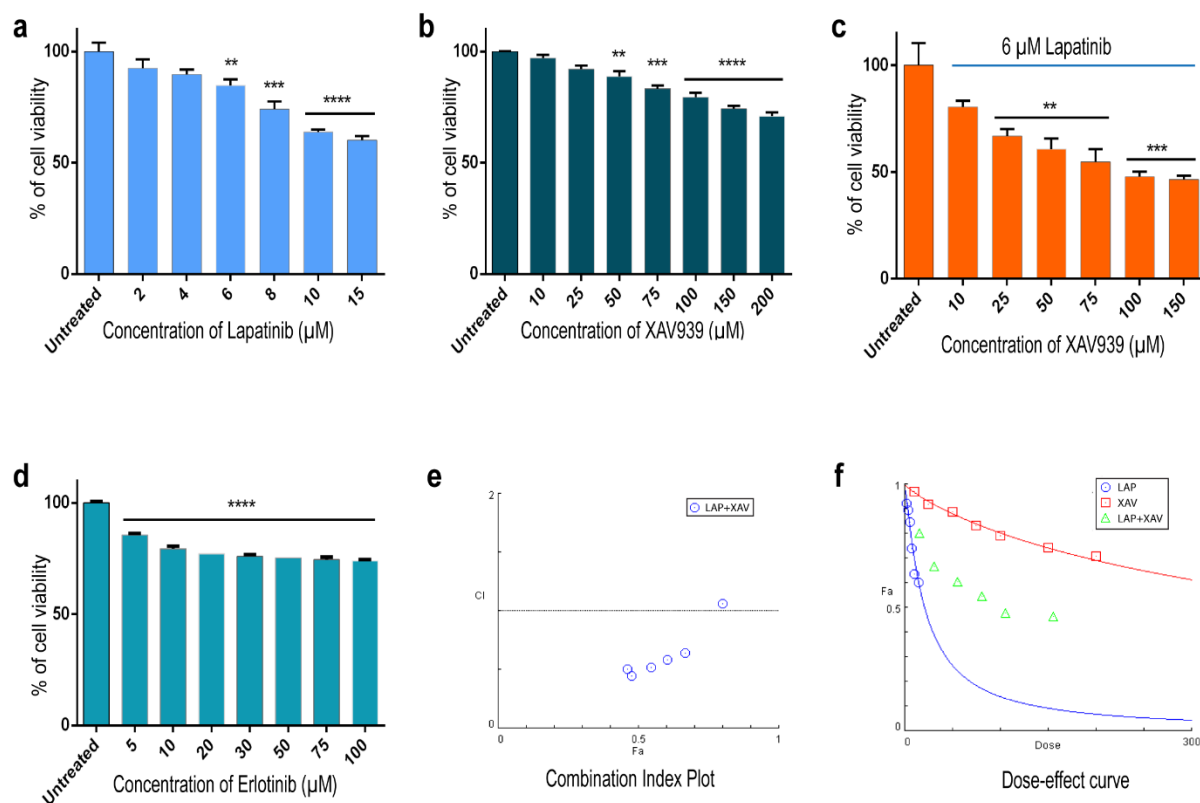 a
% of cell viability
100
50
0
**
***
****
Untreated
2
4
6
8
10
15
Concentration of Lapatinib (µM)
b
% of cell viability
100
50
0
**
***
****
Untreated
10
25
50
75
100
150
200
Concentration of XAV939 (µM)
c
6 µM Lapatinib
% of cell viability
100
50
0
**
***
Untreated
10
25
50
75
100
150
Concentration of XAV939 (µM)
d
% of cell viability
100
50
0
****
Untreated
5
10
20
30
50
75
100
Concentration of Erlotinib (µM)
e
2
LAP+XAV
CI
0
0
0.5
1
Fa
Combination Index Plot
f
1
LAP
XAV
LAP+XAV
Fa
0.5
0
0
Dose
300
Dose-effect curve